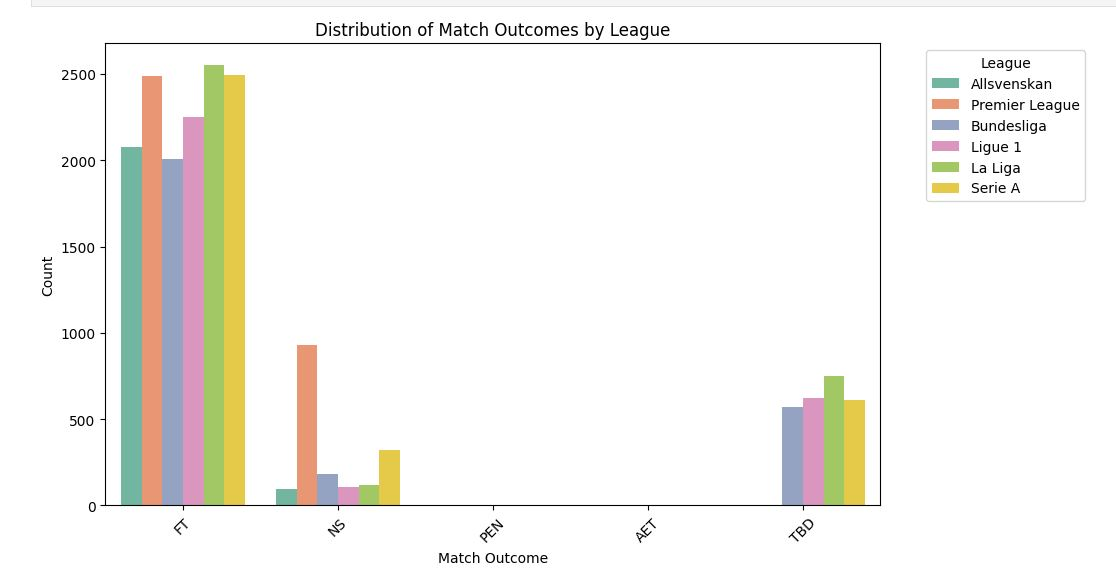 Distribution of Match Outcomes by League
2500
2000
1500
1000
500
0
Count
FT
NS
PEN
AET
TBD
Match Outcome
League
Allsvenskan
Premier League
Bundesliga
Ligue 1
La Liga
Serie A